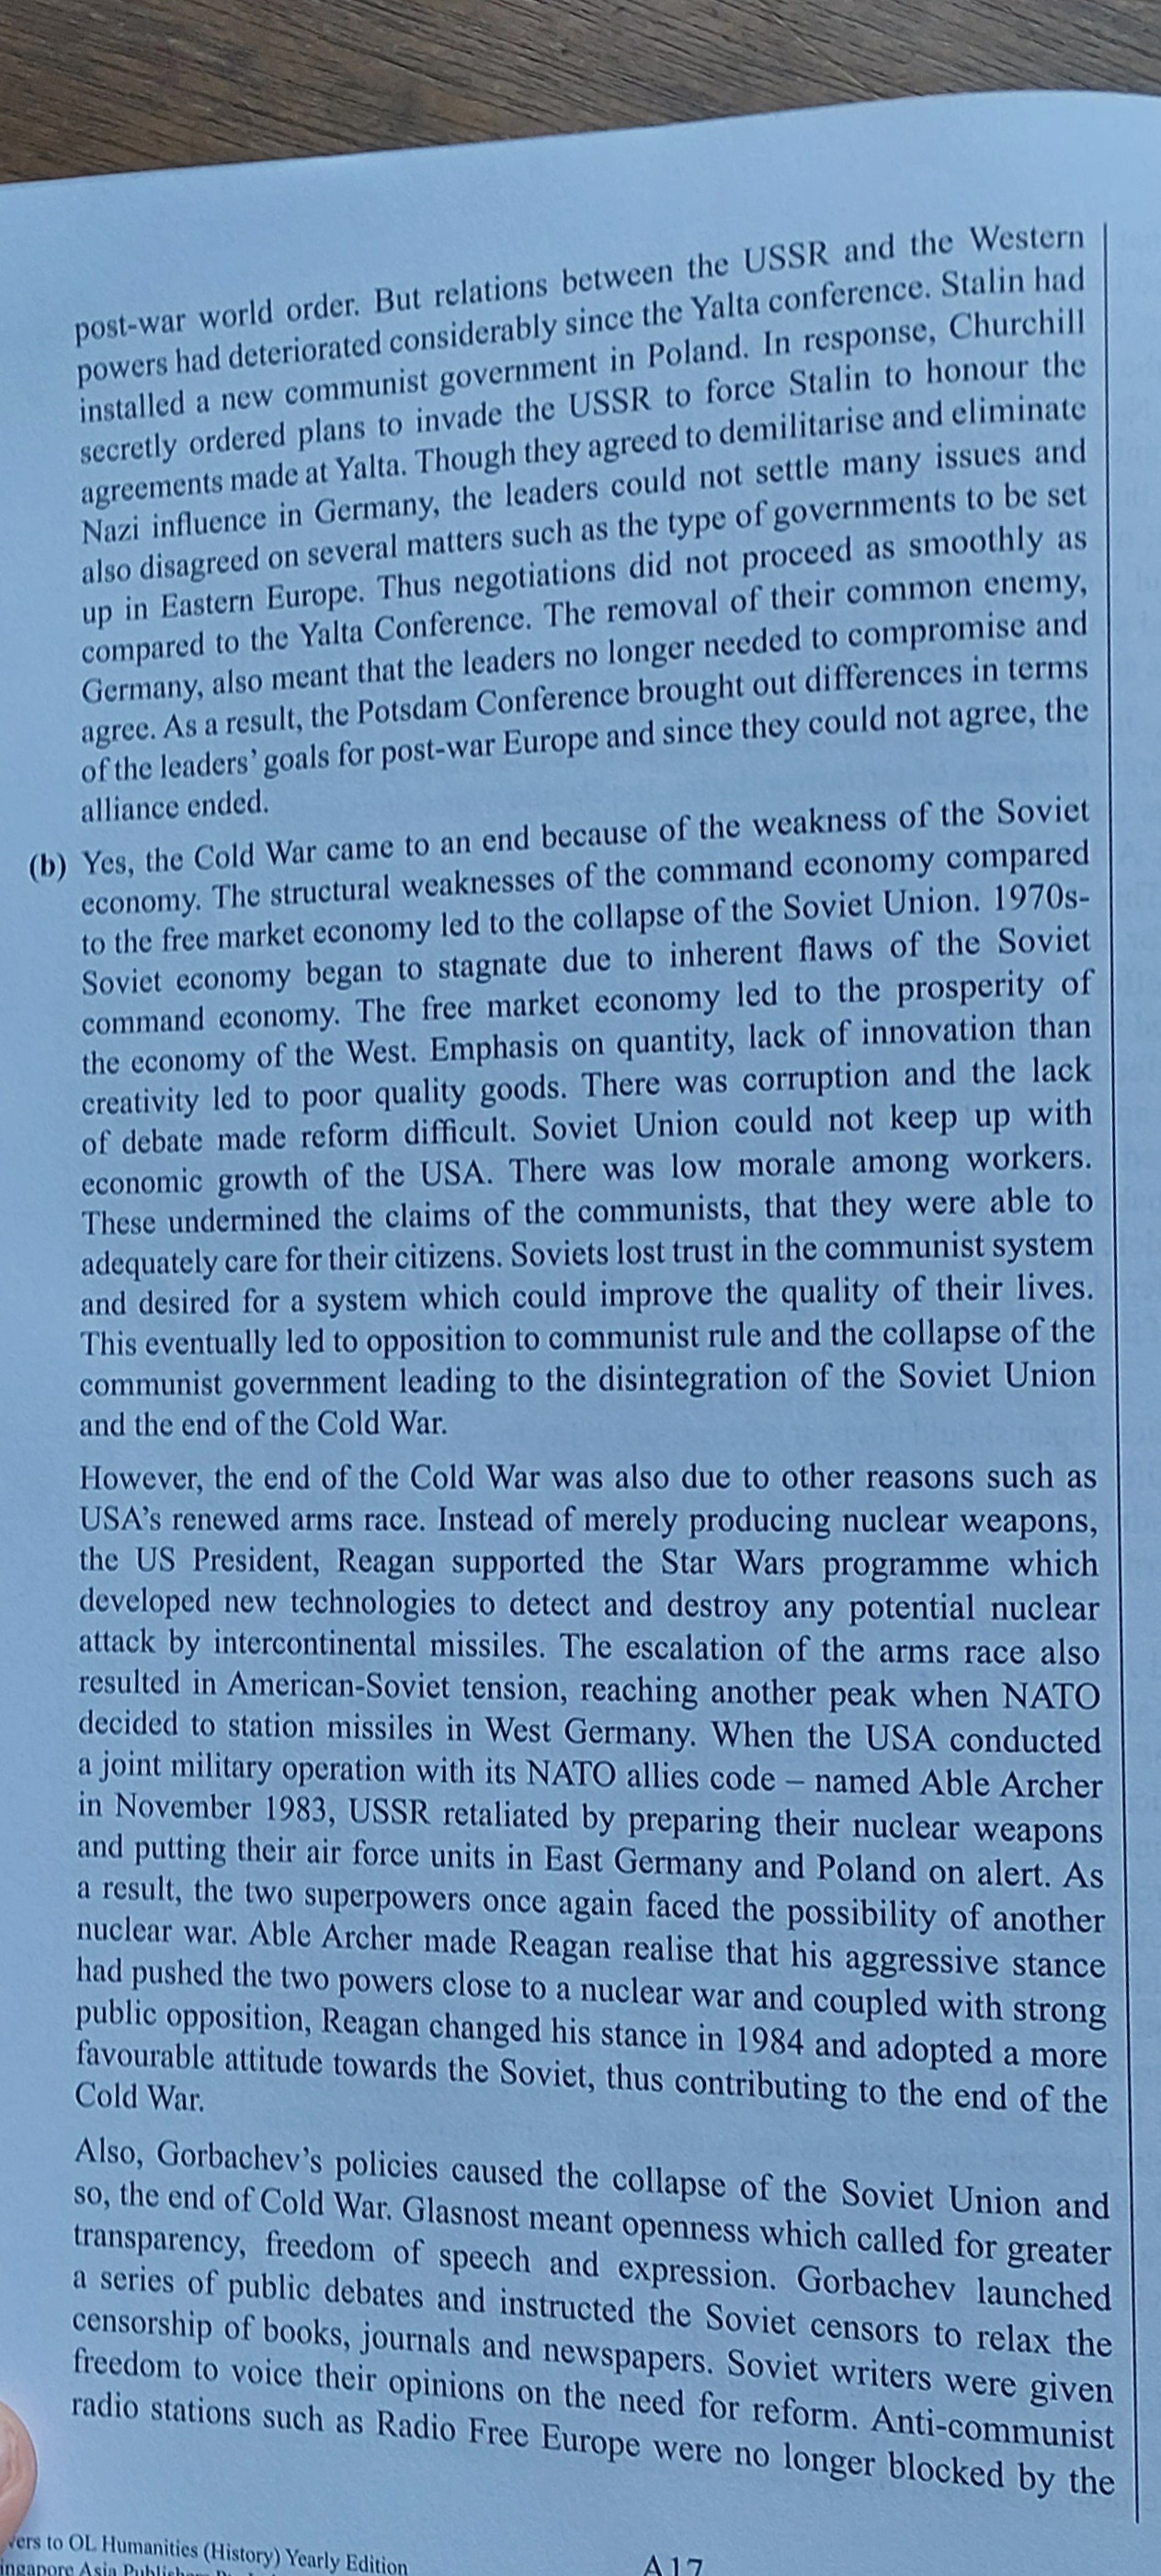 post-war world order. But relations between the USSR and the Western
powers had deteriorated considerably since the Yalta conference. Stalin had
installed a new communist government in Poland. In response, Churchill
secretly ordered plans to invade the USSR to force Stalin to honour the
agreements made at Yalta. Though they agreed to demilitarise and eliminate
Nazi influence in Germany, the leaders could not settle many issues and
also disagreed on several matters such as the type of governments to be set
up in Eastern Europe. Thus negotiations did not proceed as smoothly as
compared to the Yalta Conference. The removal of their common enemy,
Germany, also meant that the leaders no longer needed to compromise and
agree. As a result, the Potsdam Conference brought out differences in terms
of the leaders' goals for post-war Europe and since they could not agree, the
alliance ended.
(b) Yes, the Cold War came to an end because of the weakness of the Soviet
economy. The structural weaknesses of the command economy compared
to the free market economy led to the collapse of the Soviet Union. 1970s-
Soviet economy began to stagnate due to inherent flaws of the Soviet
command economy. The free market economy led to the prosperity of
the economy of the West. Emphasis on quantity, lack of innovation than
creativity led to poor quality goods. There was corruption and the lack
of debate made reform difficult. Soviet Union could not keep up with
economic growth of the USA. There was low morale among workers.
These undermined the claims of the communists, that they were able to
adequately care for their citizens. Soviets lost trust in the communist system
and desired for a system which could improve the quality of their lives.
This eventually led to opposition to communist rule and the collapse of the
communist government leading to the disintegration of the Soviet Union
and the end of the Cold War.
However, the end of the Cold War was also due to other reasons such as
USA's renewed arms race. Instead of merely producing nuclear weapons,
the US President, Reagan supported the Star Wars programme which
developed new technologies to detect and destroy any potential nuclear
attack by intercontinental missiles. The escalation of the arms race also
resulted in American-Soviet tension, reaching another peak when NATO
decided to station missiles in West Germany. When the USA conducted
a joint military operation with its NATO allies code – named Able Archer
in November 1983, USSR retaliated by preparing their nuclear weapons
and putting their air force units in East Germany and Poland on alert. As
a result, the two superpowers once again faced the possibility of another
nuclear war. Able Archer made Reagan realise that his aggressive stance
had pushed the two powers close to a nuclear war and coupled with strong
public opposition, Reagan changed his stance in 1984 and adopted a more
favourable attitude towards the Soviet, thus contributing to the end of the
Cold War.
Also, Gorbachev's policies caused the collapse of the Soviet Union and
so, the end of Cold War. Glasnost meant openness which called for greater
transparency, freedom of speech and expression. Gorbachev launched
a series of public debates and instructed the Soviet censors to relax the
censorship of books, journals and newspapers. Soviet writers were given
freedom to voice their opinions on the need for reform. Anti-communist
radio stations such as Radio Free Europe were no longer blocked by the
vers to OL Humanities (History) Yearly Edition
ingapore Asia
A17